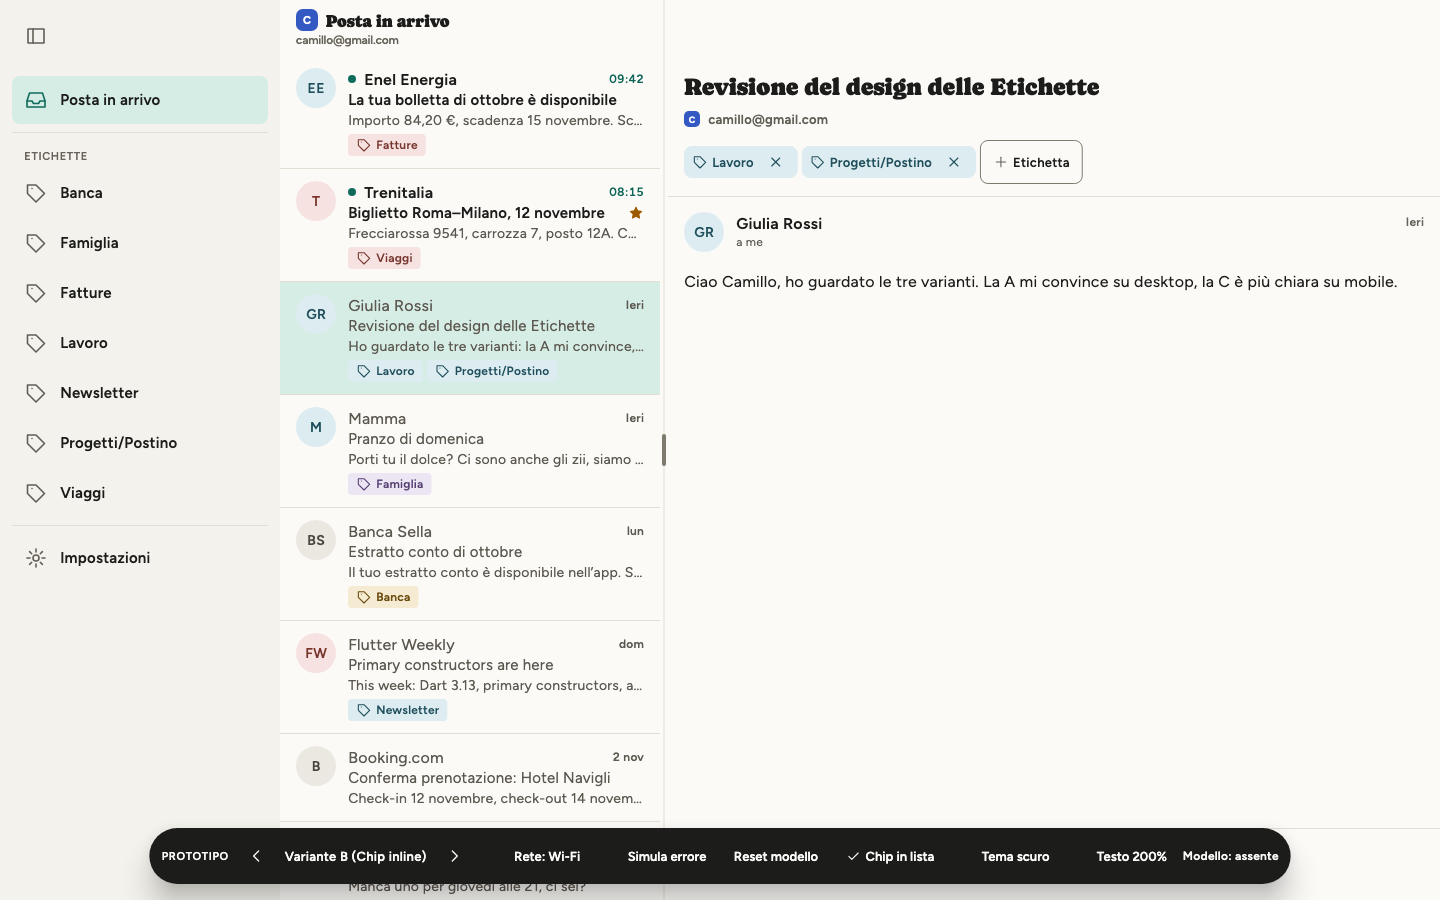 Posta in arrivo
ETICHETTE
Banca
Famiglia
Fatture
Lavoro
Newsletter
Progetti/Postino
Viaggi
Impostazioni
C Posta in arrivo
camillo@gmail.com
EE Enel Energia 09:42
La tua bolletta di ottobre è disponibile
Importo 84,20 €, scadenza 15 novembre. Sc...
Fatture
T Trenitalia 08:15
Biglietto Roma–Milano, 12 novembre
Frecciarossa 9541, carrozza 7, posto 12A. C...
Viaggi
GR Giulia Rossi Ieri
Revisione del design delle Etichette
Ho guardato le tre varianti: la A mi convince,...
Lavoro Progetti/Postino
M Mamma Ieri
Pranzo di domenica
Porti tu il dolce? Ci sono anche gli zii, siamo ...
Famiglia
BS Banca Sella lun
Estratto conto di ottobre
Il tuo estratto conto è disponibile nell’app. S...
Banca
FW Flutter Weekly dom
Primary constructors are here
This week: Dart 3.13, primary constructors, a...
Newsletter
B Booking.com 2 nov
Conferma prenotazione: Hotel Navigli
Check-in 12 novembre, check-out 14 novem...
Manca uno per giovedì alle 21, ci sei?
Revisione del design delle Etichette
C camillo@gmail.com
Lavoro Progetti/Postino Etichetta
GR Giulia Rossi Ieri
a me
Ciao Camillo, ho guardato le tre varianti. La A mi convince su desktop, la C è più chiara su mobile.
PROTOTIPO Variante B (Chip inline) Rete: Wi-Fi Simula errore Reset modello Chip in lista Tema scuro Testo 200% Modello: assente